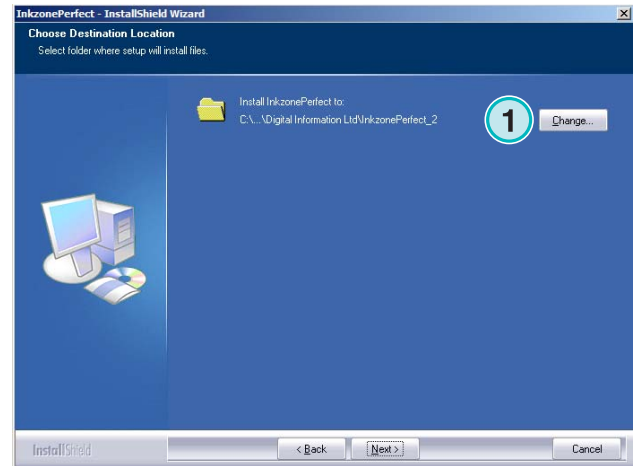 InkzonePerfect - InstallShield Wizard
Choose Destination Location
Select folder where setup will install files.
Install InkzonePerfect to:
C:\...\Digital Information Ltd\InkzonePerfect_2
1
Change...
InstallShield
< Back
Next >
Cancel